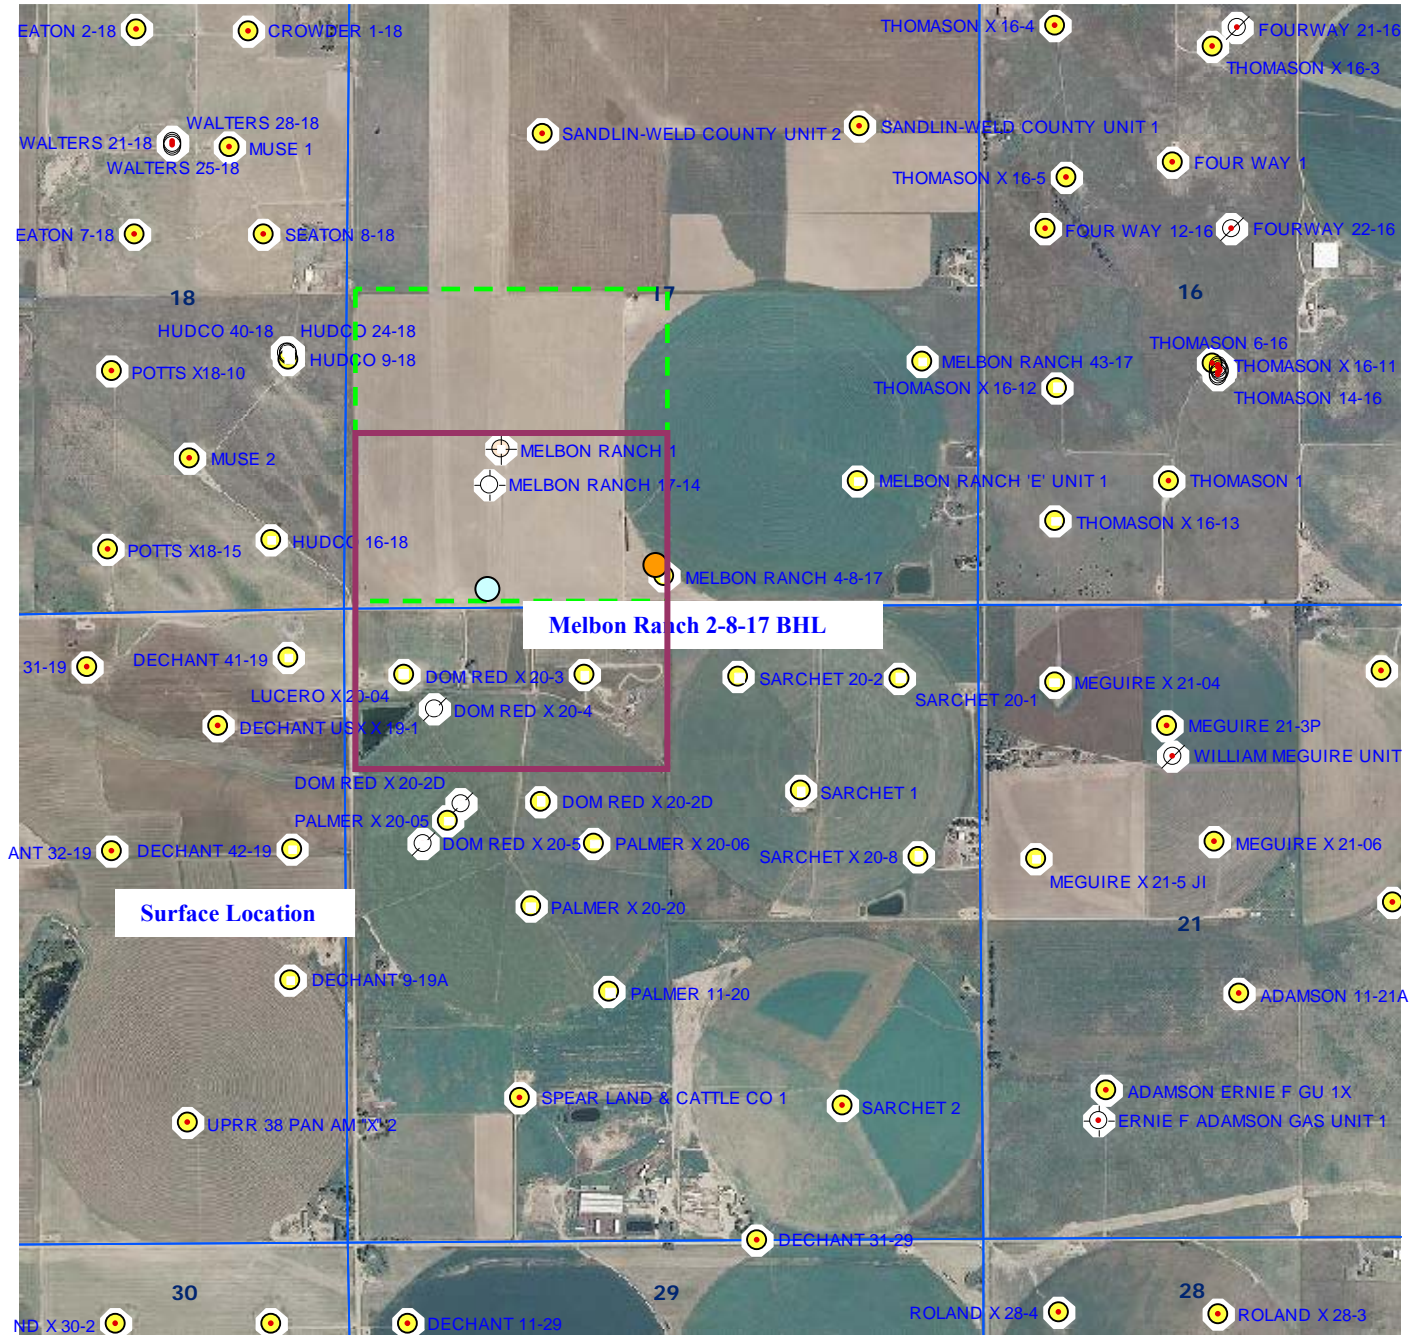 EATON 2-18
CROWDER 1-18
THOMASON X 16-4
FOURWAY 21-16
THOMASON X 16-3
WALTERS 28-18
WALTERS 21-18
MUSE 1
WALTERS 25-18
SANDLIN-WELD COUNTY UNIT 2
SANDLIN-WELD COUNTY UNIT 1
FOUR WAY 1
THOMASON X 16-5
EATON 7-18
SEATON 8-18
FOUR WAY 12-16
FOURWAY 22-16
18
17
16
HUDCO 40-18
HUDCO 24-18
HUDCO 9-18
POTTS X18-10
MELBON RANCH 43-17
THOMASON X 16-12
THOMASON 6-16
THOMASON X 16-11
THOMASON 14-16
MUSE 2
MELBON RANCH 1
MELBON RANCH 17-14
MELBON RANCH 'E' UNIT 1
THOMASON 1
THOMASON X 16-13
HUDCO 16-18
POTTS X18-15
MELBON RANCH 4-8-17
Melbon Ranch 2-8-17 BHL
31-19
DECHANT 41-19
LUCERO X 20-04
DOM RED X 20-3
DOM RED X 20-4
SARCHET 20-2
SARCHET 20-1
MEGUIRE X 21-04
DECHANT USX X 19-1
MEGUIRE 21-3P
WILLIAM MEGUIRE UNIT
DOM RED X 20-2D
DOM RED X 20-2D
SARCHET 1
PALMER X 20-05
DOM RED X 20-5
PALMER X 20-06
ANT 32-19
DECHANT 42-19
SARCHET X 20-8
MEGUIRE X 21-06
MEGUIRE X 21-5 JI
Surface Location
PALMER X 20-20
21
DECHANT 9-19A
PALMER 11-20
ADAMSON 11-21A
SPEAR LAND & CATTLE CO 1
SARCHET 2
ADAMSON ERNIE F GU 1X
ERNIE F ADAMSON GAS UNIT 1
UPRR 38 PAN AM 'X' 2
DECHANT 31-29
30
29
28
ND X 30-2
DECHANT 11-29
ROLAND X 28-4
ROLAND X 28-3